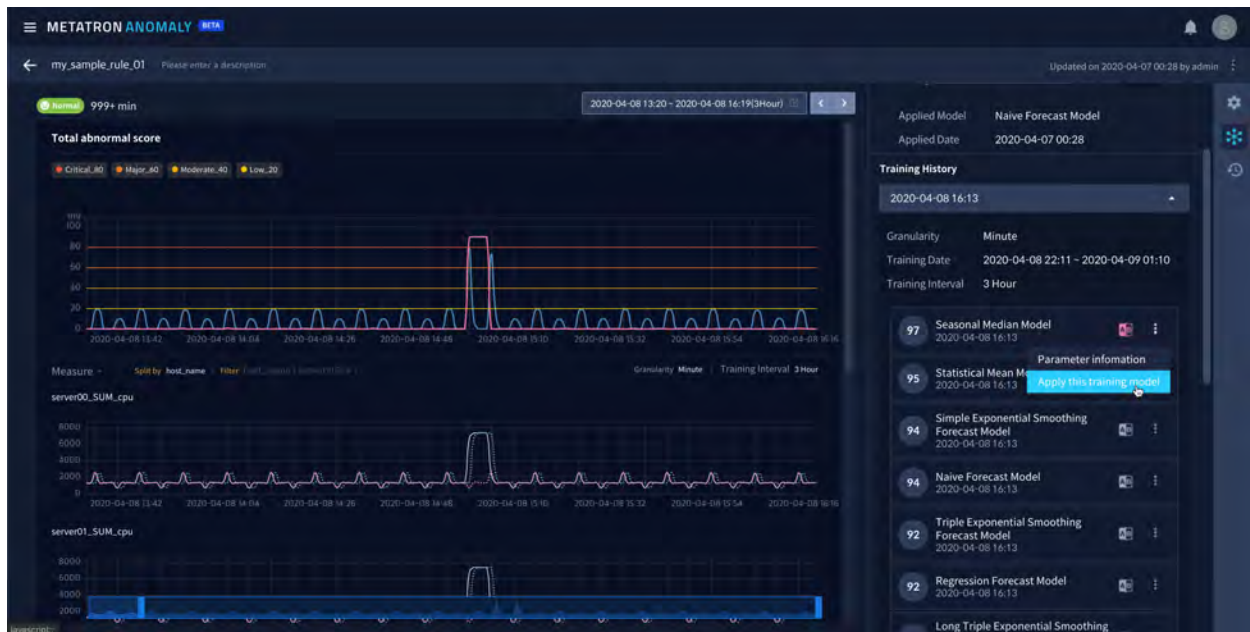 METATRON ANOMALY BETA
my_sample_rule_01 Please enter a description
Updated on 2020-04-07 00:28 by admin
Normal 999+ min
2020-04-08 13:20 ~ 2020-04-08 16:19(3Hour)
Total abnormal score
Critical_80 Major_60 Moderate_40 Low_20
100
80
60
40
20
0
2020-04-08 13:42 2020-04-08 14:04 2020-04-08 14:26 2020-04-08 14:48 2020-04-08 15:10 2020-04-08 15:32 2020-04-08 15:54 2020-04-08 16:16
Measure Split by host_name Filter
Granularity Minute Training Interval 3 Hour
server00_SUM_cpu
8000
6000
4000
2000
0
2020-04-08 13:42 2020-04-08 14:04 2020-04-08 14:26 2020-04-08 14:48 2020-04-08 15:10 2020-04-08 15:32 2020-04-08 15:54 2020-04-08 16:16
server01_SUM_cpu
8000
6000
4000
2000
Applied Model Naive Forecast Model
Applied Date 2020-04-07 00:28
Training History
2020-04-08 16:13
Granularity Minute
Training Date 2020-04-08 22:11 ~ 2020-04-09 01:10
Training Interval 3 Hour
97 Seasonal Median Model
2020-04-08 16:13
Parameter infomation
Apply this training model
95 Statistical Mean
2020-04-08 16:13
94 Simple Exponential Smoothing
Forecast Model
2020-04-08 16:13
94 Naive Forecast Model
2020-04-08 16:13
92 Triple Exponential Smoothing
Forecast Model
2020-04-08 16:13
92 Regression Forecast Model
2020-04-08 16:13
Long Triple Exponential Smoothing